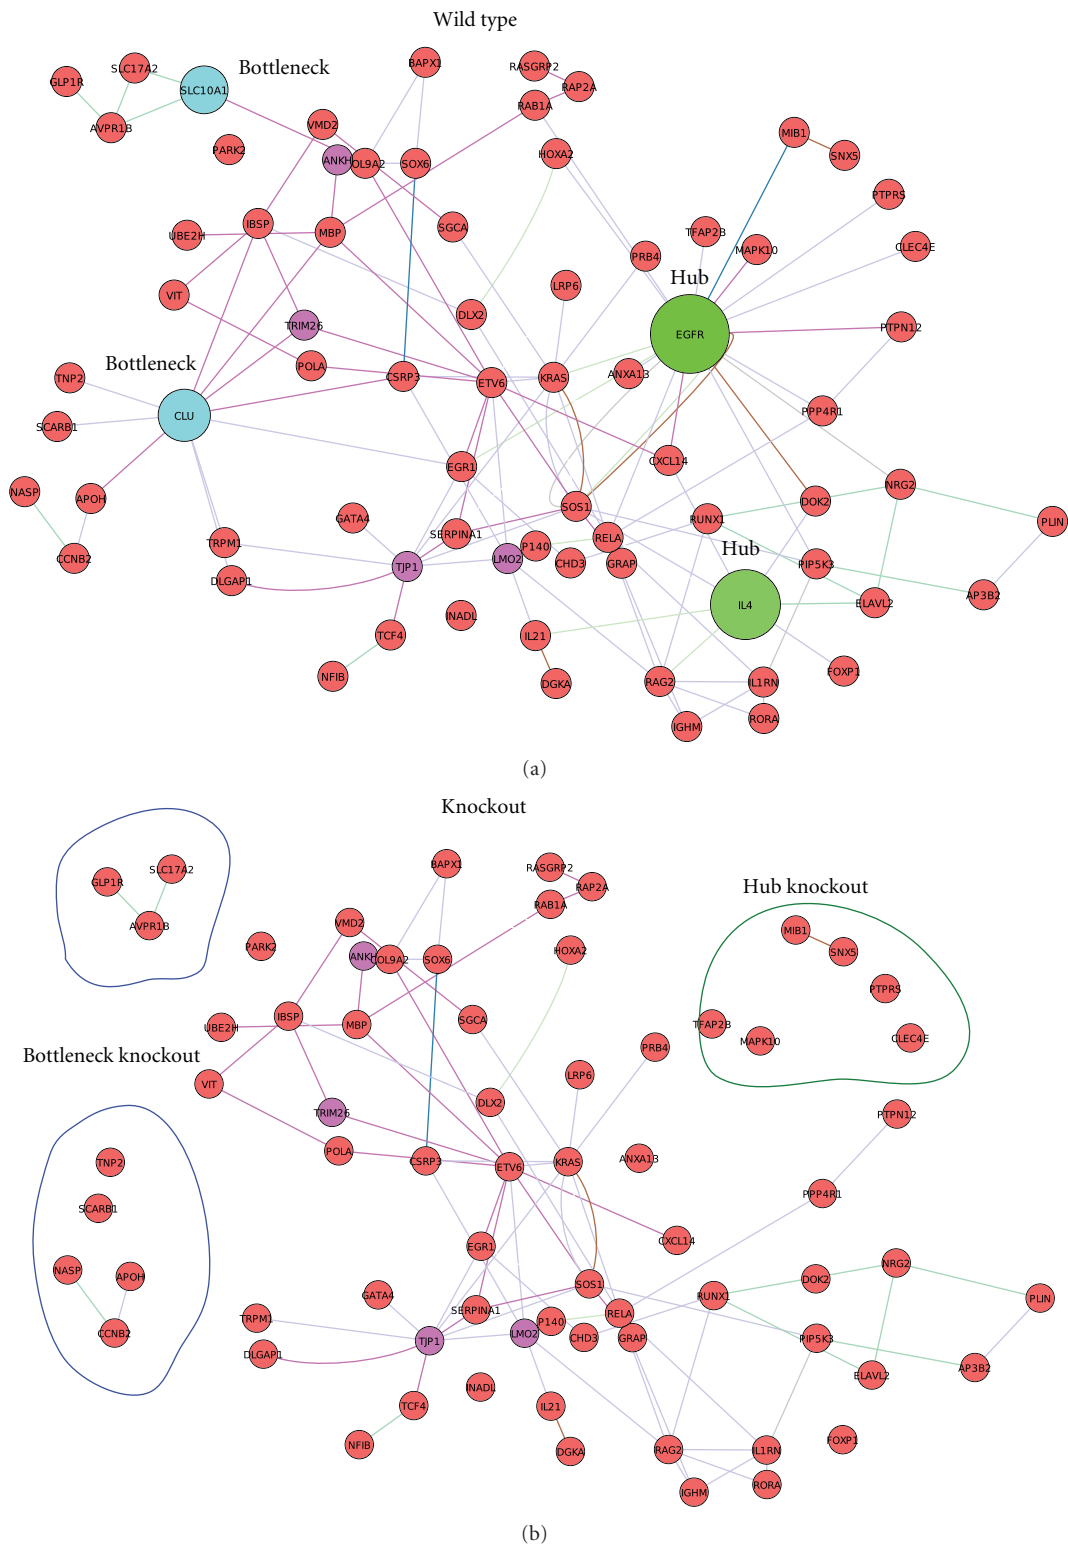 Wild type
BAPX1
Bottleneck
SLC17A2
RASGRP2
GLP1R
SLC10A1
RAP2A
RAB1A
AVPR1B
VMD2
MIB1
PARK2
ANKH
OL9A2
SOX6
HOXA2
SNX5
PTPRS
IBSP
UBE2H
MBP
SGCA
TFAP2B
MAPK10
CLEC4E
PRB4
Hub
LRP6
VIT
TRIM26
DLX2
EGFR
PTPN12
Bottleneck
POLA
TNP2
CSRP3
ETV6
KRAS
ANXA13
CLU
PPP4R1
SCARB1
EGR1
CXCL14
NASP
APOH
NRG2
DOK2
SOS1
GATA4
RUNX1
PLIN
SERPINA1
RELA
TRPM1
P140
Hub
CCNB2
LMO2
CHD3
GRAP
PIP5K3
TJP1
DLGAP1
AP3B2
ELAVL2
IL4
INADL
TCF4
IL21
NFIB
DGKA
RAG2
IL1RN
FOXP1
IGHM
RORA
(a)
Knockout
BAPX1
SLC17A2
RASGRP2
GLP1R
RAP2A
Hub knockout
RAB1A
AVPR1B
VMD2
MIB1
PARK2
ANKH
COL9A2
SOX6
HOXA2
SNX5
PTPRS
IBSP
UBE2H
MBP
SGCA
TFAP2B
MAPK10
CLEC4E
Bottleneck knockout
PRB4
LRP6
VIT
TRIM26
DLX2
PTPN12
POLA
TNP2
CSRP3
ETV6
KRAS
ANXA13
PPP4R1
SCARB1
EGR1
CXCL14
NASP
APOH
NRG2
DOK2
SOS1
GATA4
RUNX1
PLIN
SERPINA1
RELA
TRPM1
P140
CCNB2
LMO2
CHD3
GRAP
PIP5K3
TJP1
DLGAP1
AP3B2
ELAVL2
INADL
TCF4
IL21
NFIB
DGKA
RAG2
IL1RN
FOXP1
IGHM
RORA
(b)